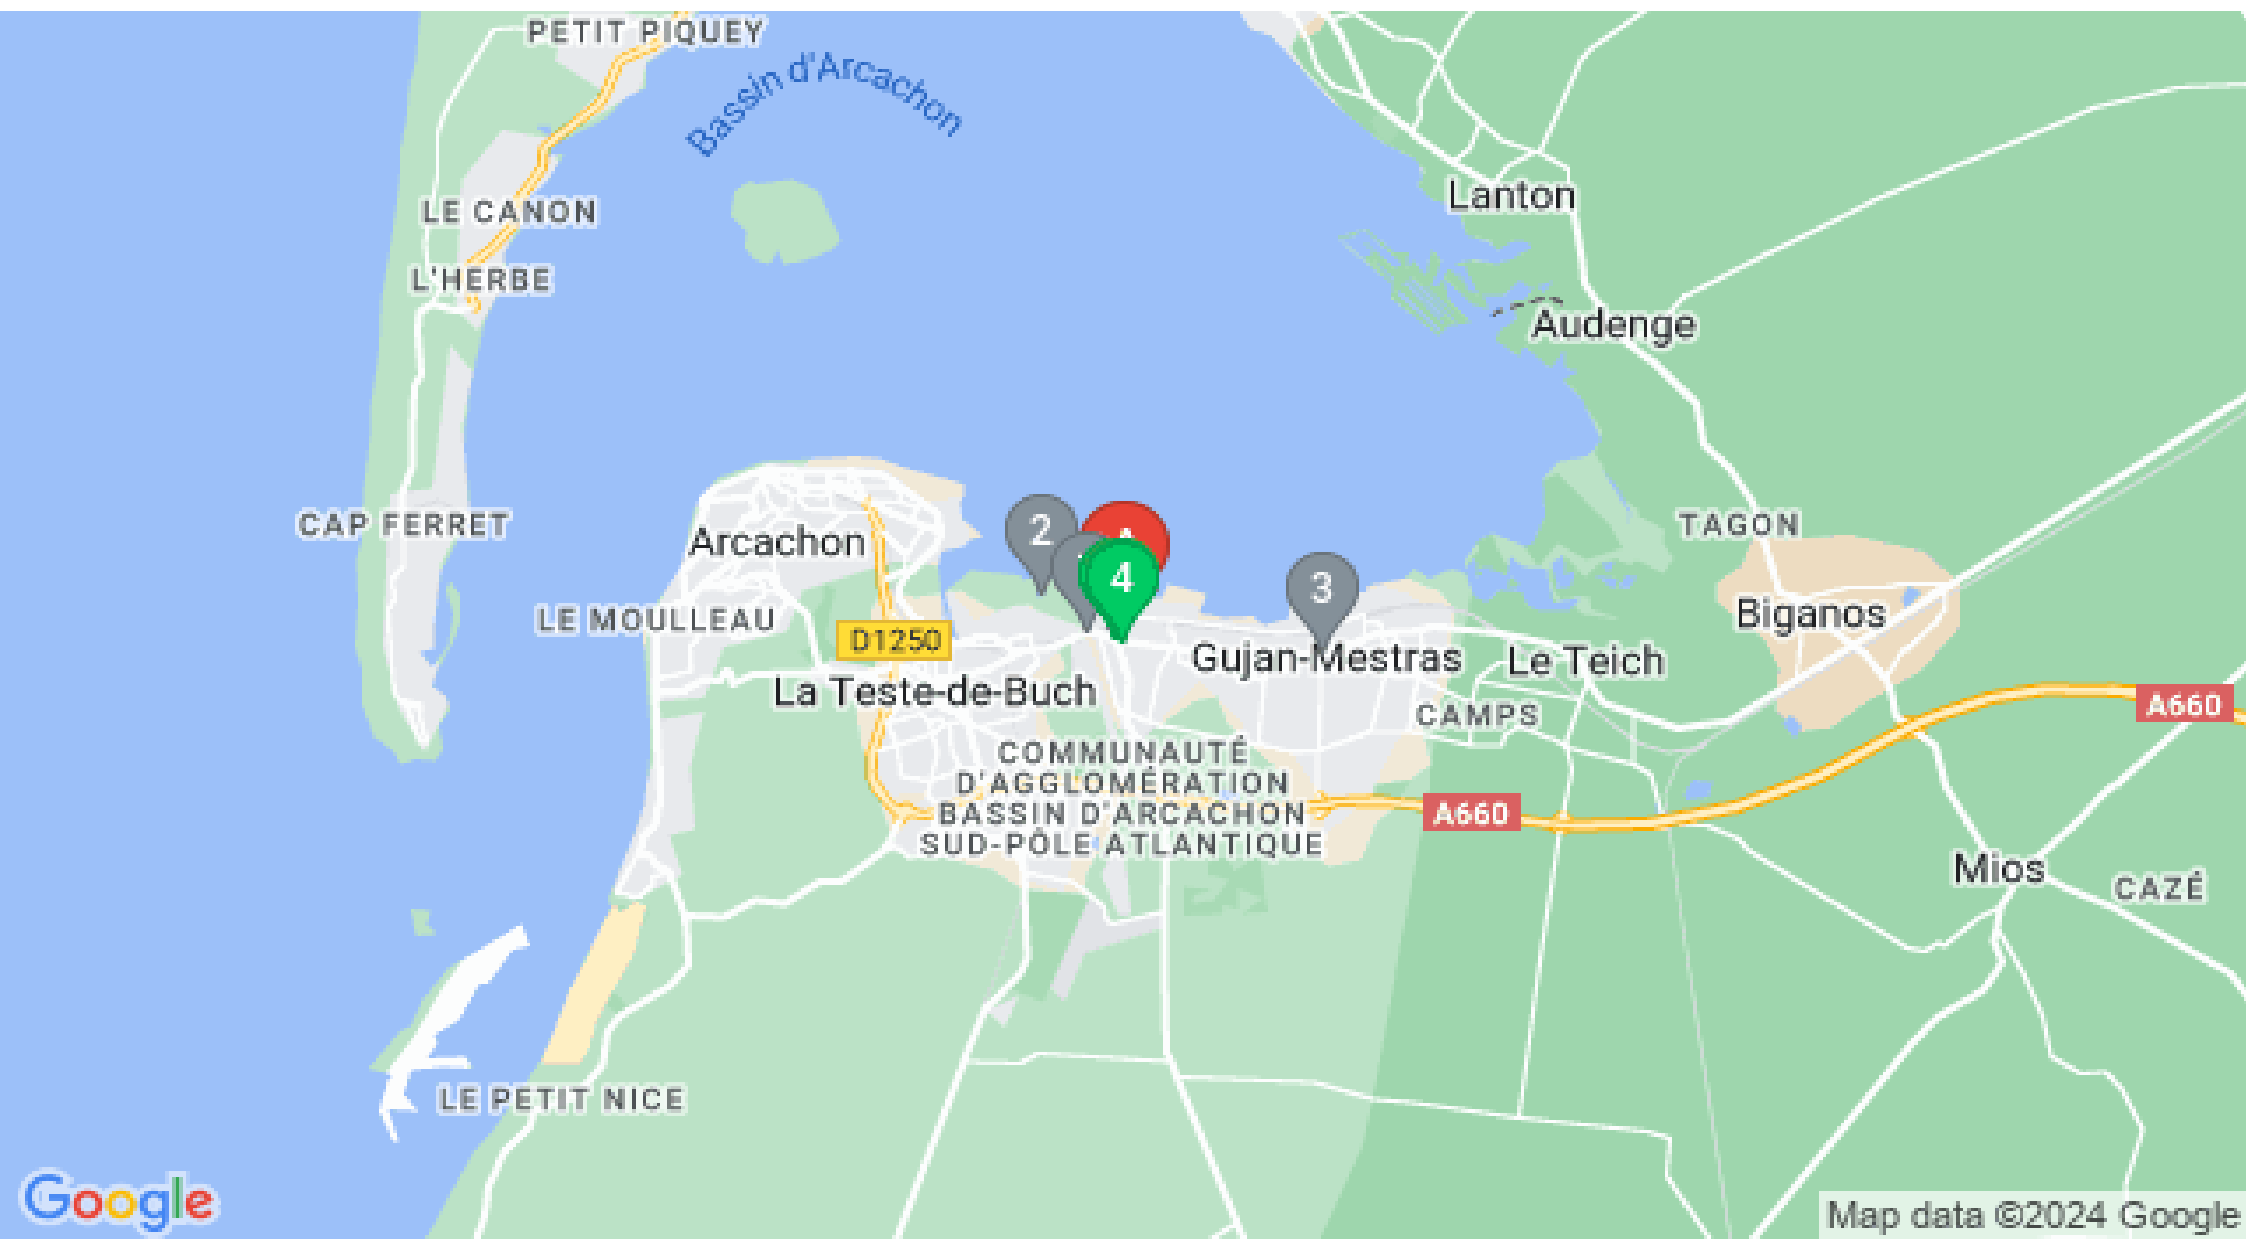 PETIT PIQUEY
Bassin d'Arcachon
Lanton
LE CANON
L'HERBE
Audenge
CAP FERRET
Arcachon
2
4
3
TAGON
LE MOULLEAU
D1250
Biganos
Gujan-Mestras
Le Teich
La Teste-de-Buch
CAMPS
A660
COMMUNAUTÉ
D'AGGLOMÉRATION
BASSIN D'ARCACHON
SUD-PÔLE ATLANTIQUE
A660
Mios
CAZÉ
LE PETIT NICE
Google
Map data ©2024 Google